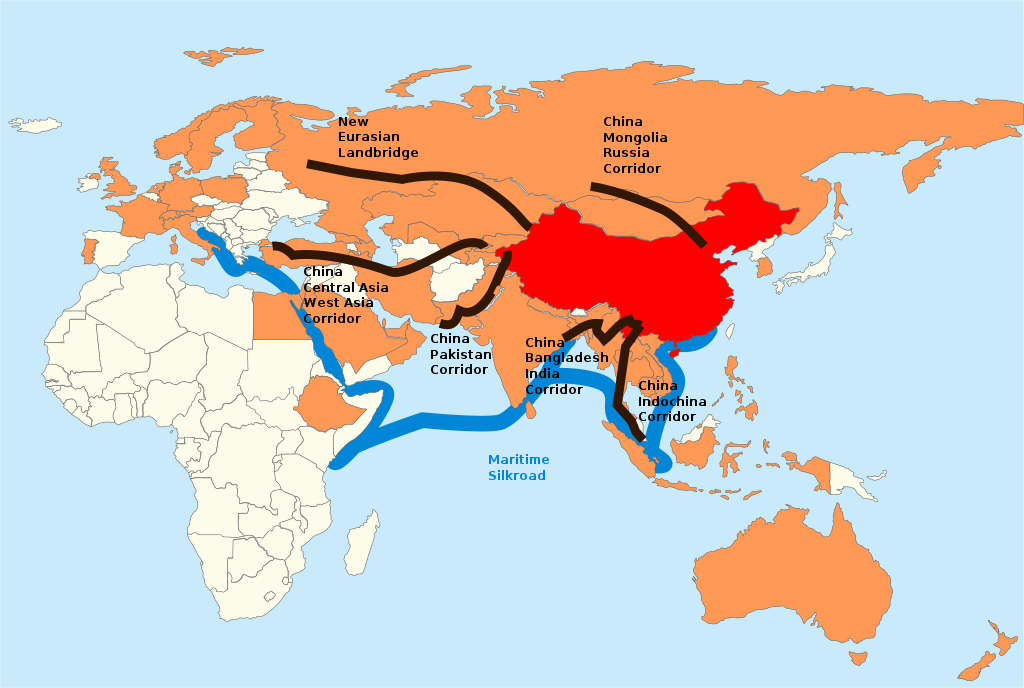 New
Eurasian
Landbridge
China
Mongolia
Russia
Corridor
China
Central Asia
West Asia
Corridor
China
Pakistan
Corridor
China
Bangladesh
India
Corridor
China
Indochina
Corridor
Maritime
Silkroad